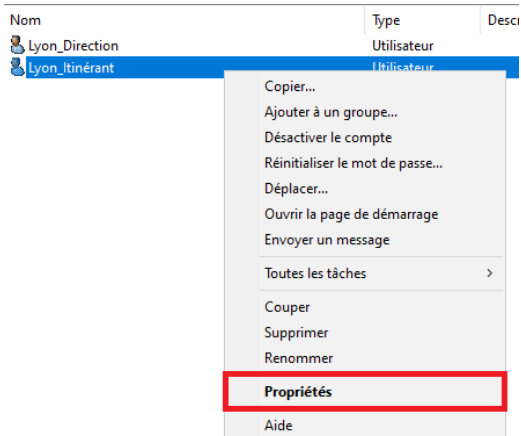 Nom Type Descr
Lyon_Direction Utilisateur
Lyon_Itinérant Utilisateur
Copier...
Ajouter à un groupe...
Désactiver le compte
Réinitialiser le mot de passe...
Déplacer...
Ouvrir la page de démarrage
Envoyer un message
Toutes les tâches >
Couper
Supprimer
Renommer
Propriétés
Aide